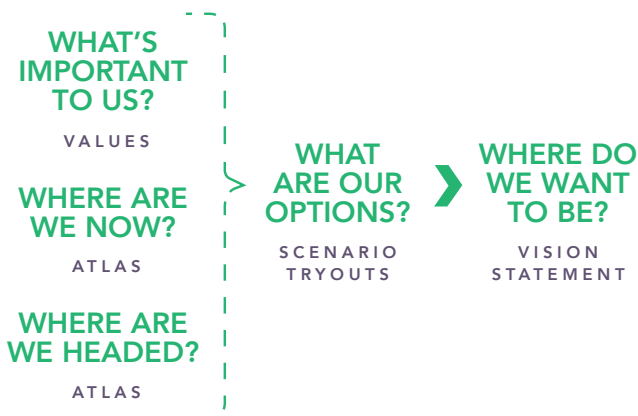 WHAT'S
IMPORTANT
TO US?
VALUES
WHERE ARE
WE NOW?
ATLAS
WHERE ARE
WE HEADED?
ATLAS
WHAT
ARE OUR
OPTIONS?
SCENARIO
TRYOUTS
WHERE DO
WE WANT
TO BE?
VISION
STATEMENT